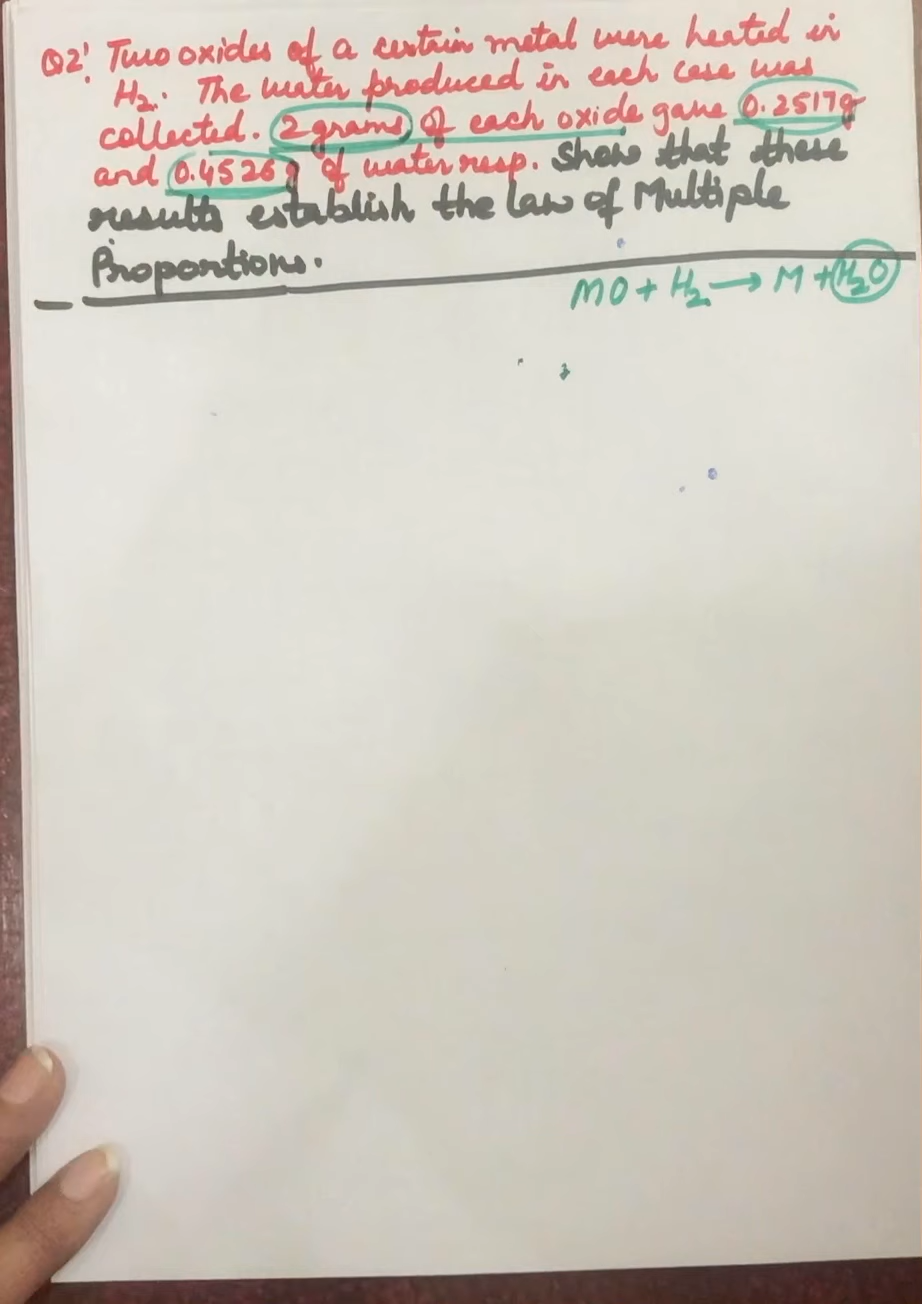 Q2! Two oxides of a certain metal were heated in
H₂. The water produced in each case was
collected. 2 grams of each oxide gave 0.2517g
and 0.4526g of water resp. Show that these
results establish the law of Multiple
Proportions.
MO + H₂ → M + H₂O